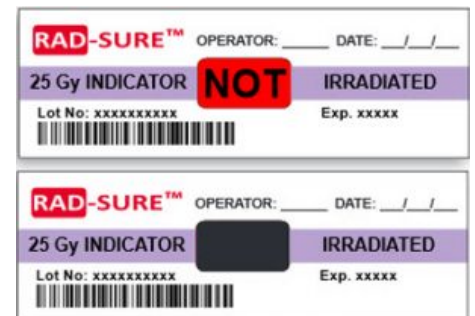 RAD-SURE™ OPERATOR: _____ DATE: __/__/__
25 Gy INDICATOR NOT IRRADIATED
Lot No: xxxxxxxxxx Exp. xxxxx
RAD-SURE™ OPERATOR: _____ DATE: __/__/__
25 Gy INDICATOR IRRADIATED
Lot No: xxxxxxxxxx Exp. xxxxx